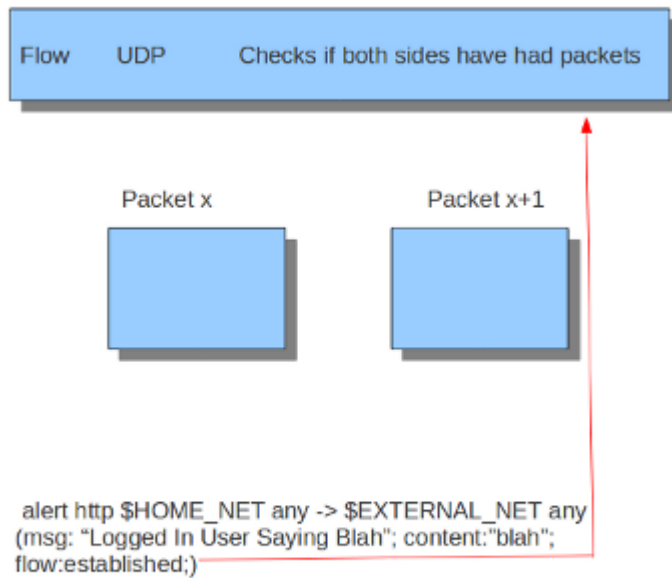 Flow UDP Checks if both sides have had packets
Packet x Packet x+1
alert http $HOME_NET any -> $EXTERNAL_NET any
(msg: “Logged In User Saying Blah"; content:"blah";
flow:established;)